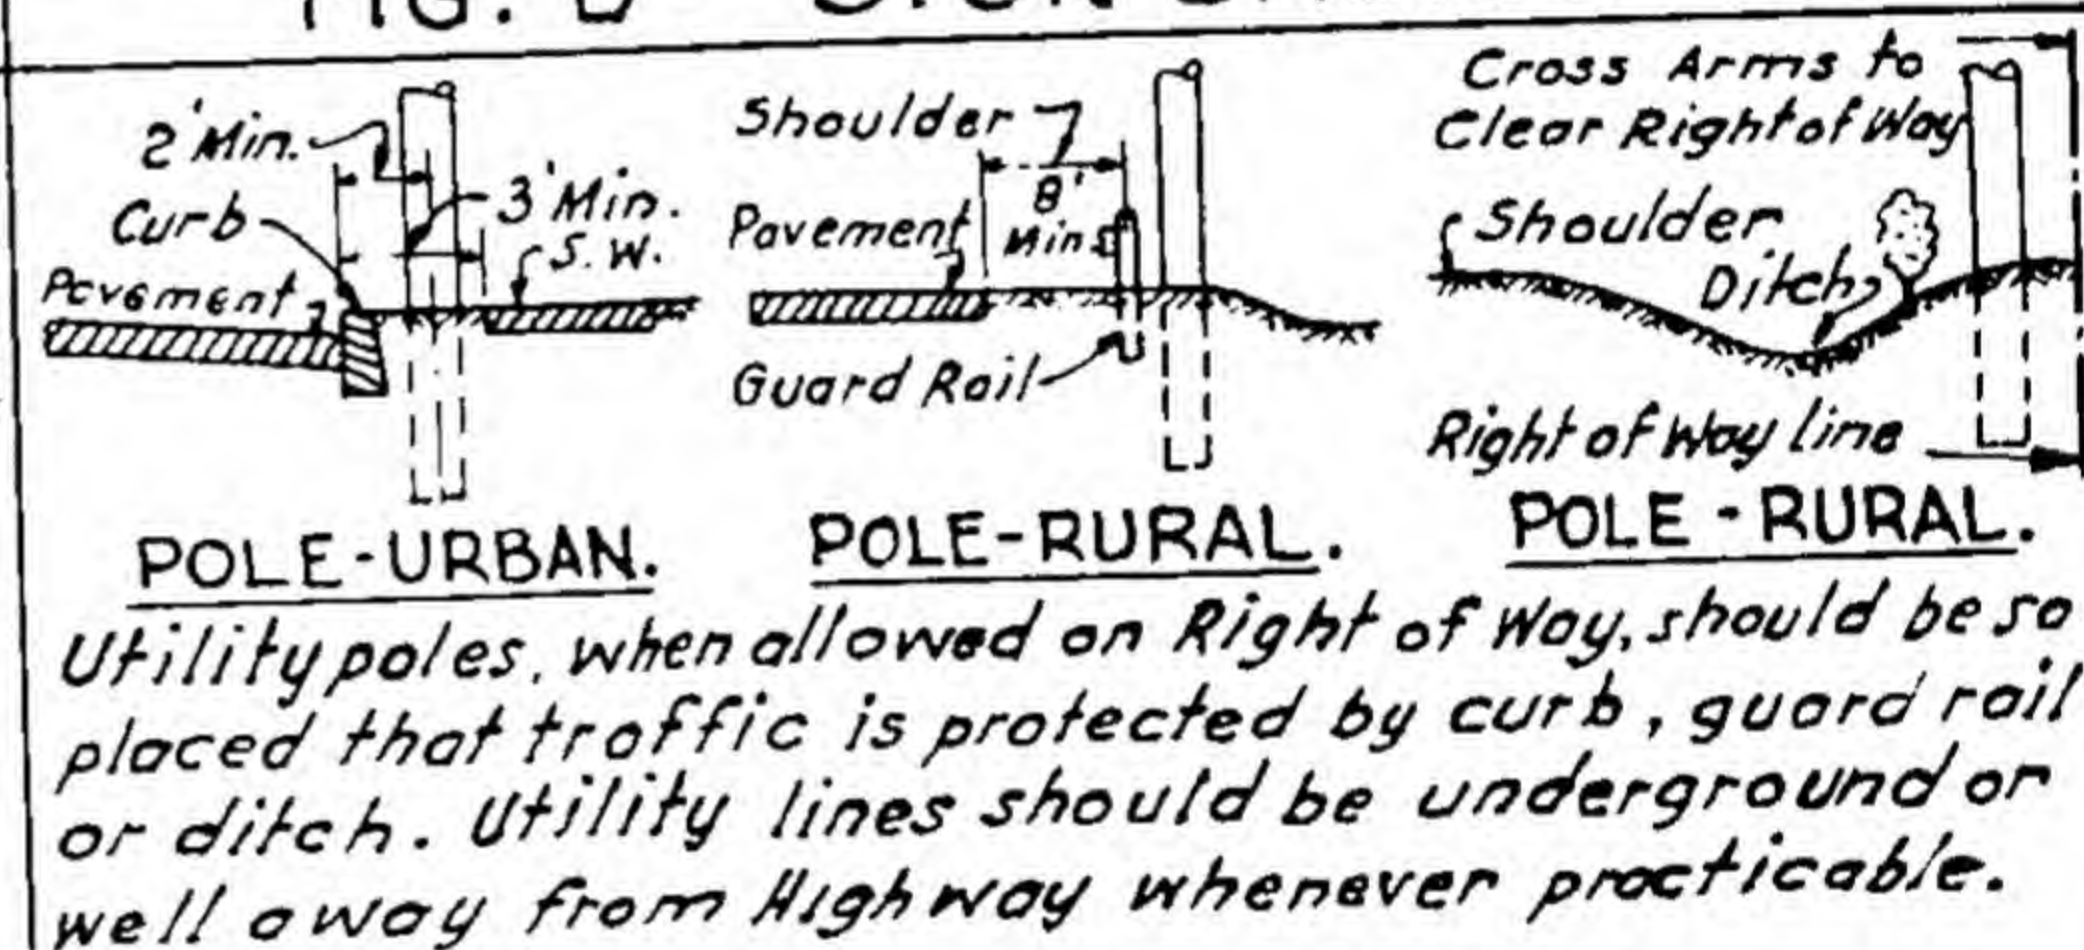 FIG.
2' Min.
Curb
Pavement
3' Min.
S.W.
POLE-URBAN.
Shoulder
8'
Min
Pavement
Guard Rail
POLE-RURAL.
Cross Arms to
Clear Right of Way
Shoulder
Ditch
Right of Way line
POLE-RURAL.
Utility poles, when allowed on Right of Way, should be so
placed that traffic is protected by curb, guard rail
or ditch. Utility lines should be underground or
well away from Highway whenever practicable.